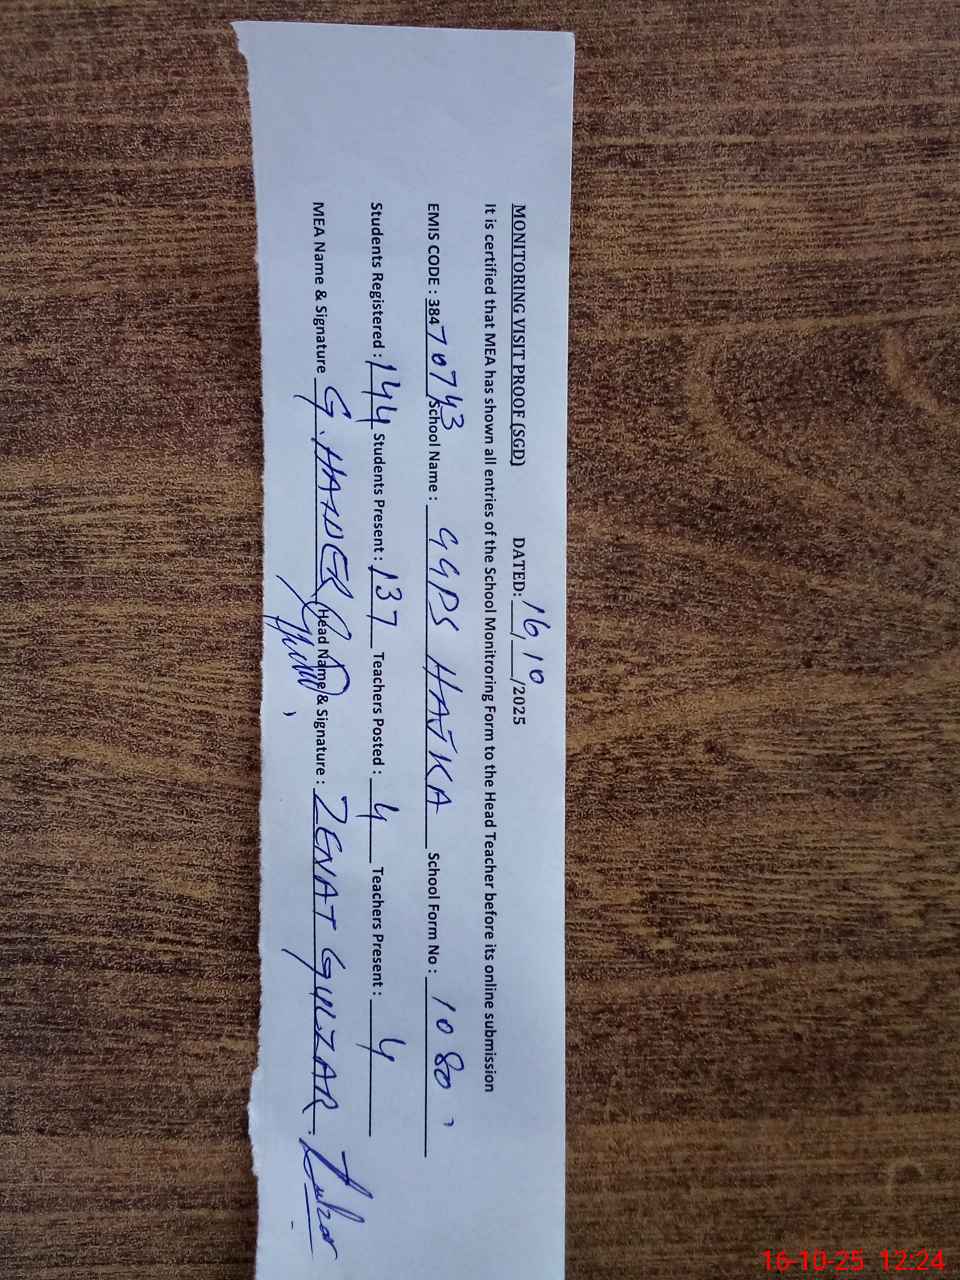 MONITORING VISIT PROOF (SGD) DATED: 16/10/2025
It is certified that MEA has shown all entries of the School Monitroring Form to the Head Teacher before its online submission
EMIS CODE : 38470743 School Name : GGPS HATKA School Form No : 1080
Students Registered : 144 Students Present : 137 Teachers Posted : 4 Teachers Present : 4
MEA Name & Signature G. HAIDER Head Name & Signature : ZENAT GULZAR
16-10-25 12:24